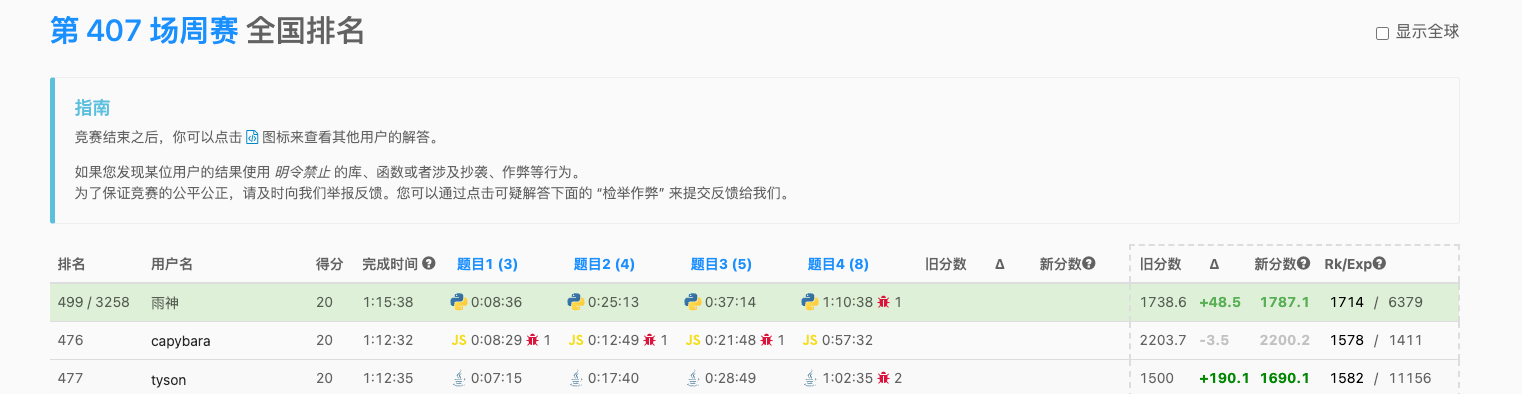 第 407 场周赛 全国排名
显示全球
指南
竞赛结束之后，你可以点击 图标来查看其他用户的解答。
如果您发现某位用户的结果使用 明令禁止 的库、函数或者涉及抄袭、作弊等行为。
为了保证竞赛的公平公正，请及时向我们举报反馈。您可以通过点击可疑解答下面的 “检举作弊” 来提交反馈给我们。
排名 用户名 得分 完成时间 题目1 (3) 题目2 (4) 题目3 (5) 题目4 (8) 旧分数 Δ 新分数 旧分数 Δ 新分数 Rk/Exp
499 / 3258 雨神 20 1:15:38 0:08:36 0:25:13 0:37:14 1:10:38 1 1738.6 +48.5 1787.1 1714 / 6379
476 capybara 20 1:12:32 JS 0:08:29 1 JS 0:12:49 1 JS 0:21:48 1 JS 0:57:32 2203.7 -3.5 2200.2 1578 / 1411
477 tyson 20 1:12:35 0:07:15 0:17:40 0:28:49 1:02:35 2 1500 +190.1 1690.1 1582 / 11156